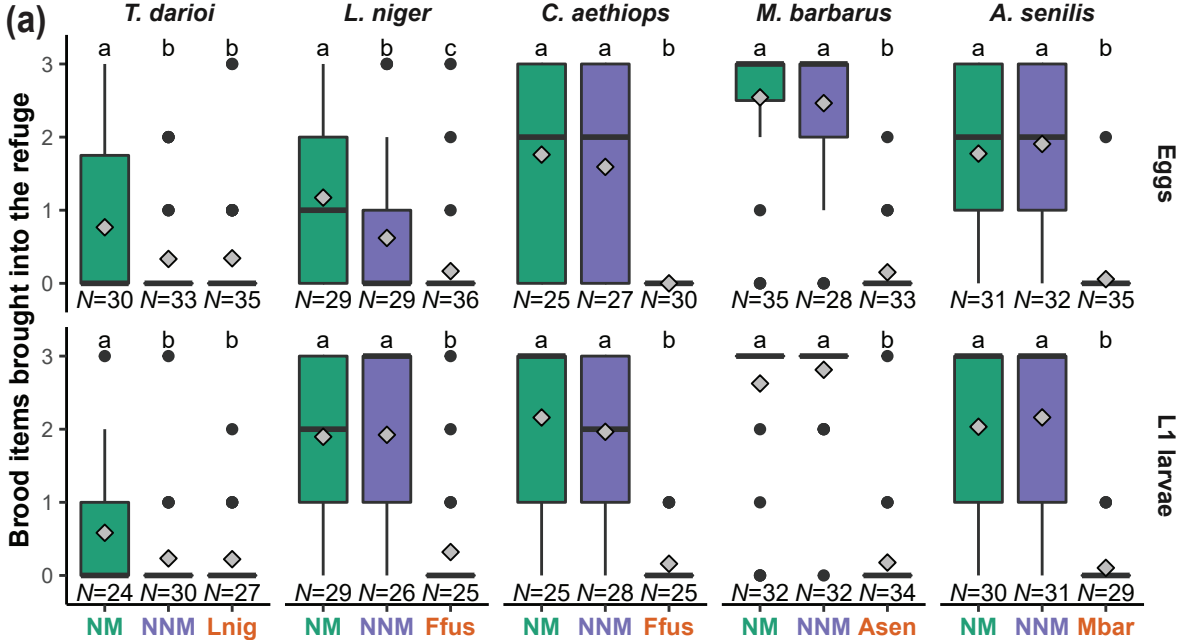 (a)
T. darioi L. niger C. aethiops M. barbarus A. senilis
Brood items brought into the refuge
a b b a b c a a b a a b a a b
3
2
1
0
Eggs
N=30 N=33 N=35 N=29 N=29 N=36 N=25 N=27 N=30 N=35 N=28 N=33 N=31 N=32 N=35
a b b a a b a a b a a b a a b
3
2
1
0
L1 larvae
N=24 N=30 N=27 N=29 N=26 N=25 N=25 N=28 N=25 N=32 N=32 N=34 N=30 N=31 N=29
NM NNM Lnig NM NNM Ffus NM NNM Ffus NM NNM Asen NM NNM Mbar